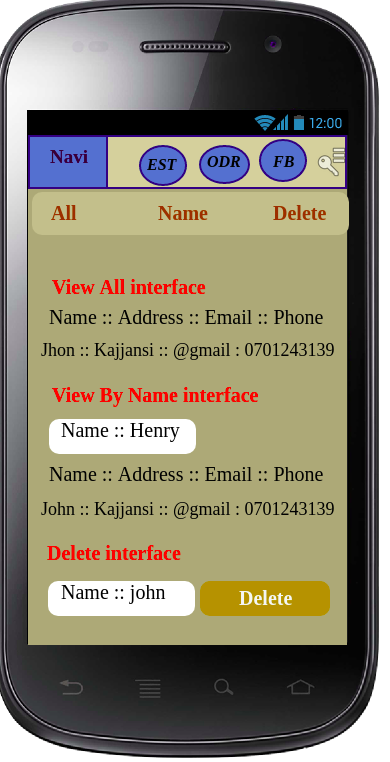 12:00
Navi EST ODR FB
All Name Delete
View All interface
Name :: Address :: Email :: Phone
Jhon :: Kajjansi :: @gmail : 0701243139
View By Name interface
Name :: Henry
Name :: Address :: Email :: Phone
John :: Kajjansi :: @gmail : 0701243139
Delete interface
Name :: john Delete